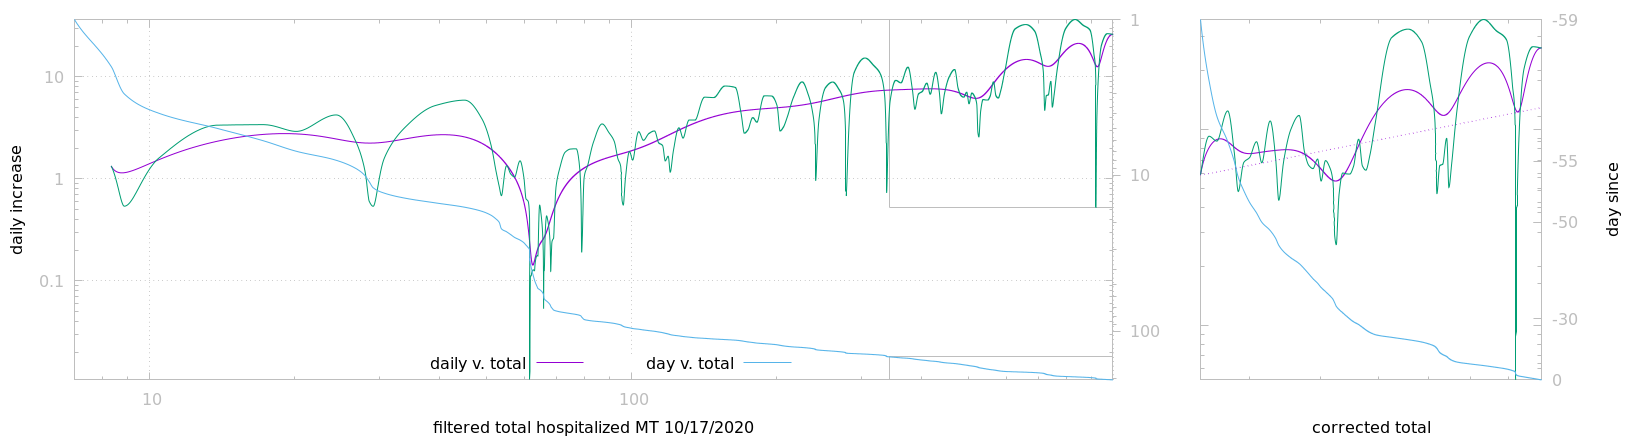 daily increase
10
1
0.1
1
10
100
daily v. total
day v. total
10
100
filtered total hospitalized MT 10/17/2020
-59
-55
-50
-30
0
day since
corrected total